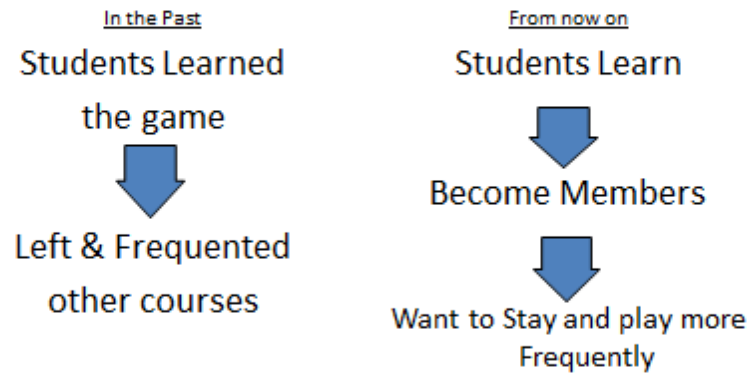 In the Past
Students Learned
the game
Left & Frequented
other courses
From now on
Students Learn
Become Members
Want to Stay and play more
Frequently